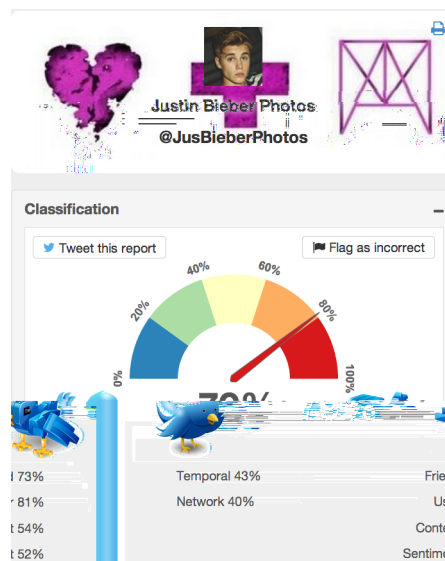 Justin Bieber Photos
@JusBieberPhotos
Classification
Tweet this report
Flag as incorrect
0%
20%
40%
60%
80%
100%
73%
Temporal 43%
81%
Network 40%
54%
52%